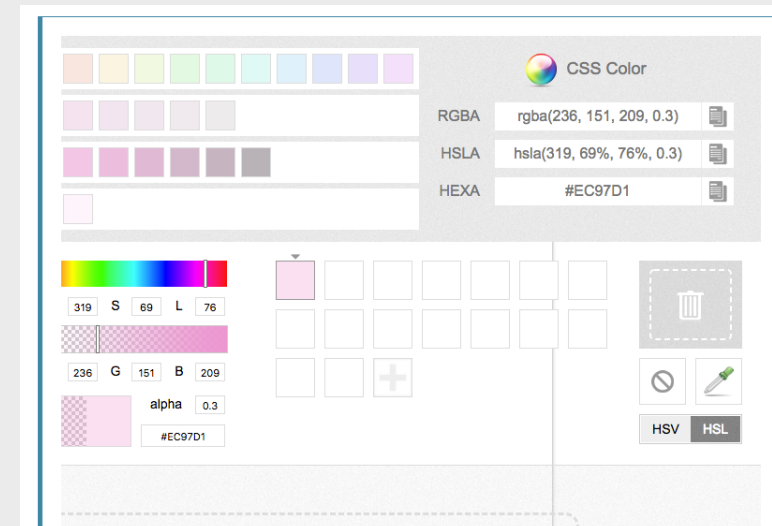 CSS Color
RGBA rgba(236, 151, 209, 0.3)
HSLA hsla(319, 69%, 76%, 0.3)
HEXA #EC97D1
319 S 69 L 76
236 G 151 B 209
alpha 0.3
#EC97D1
HSV HSL